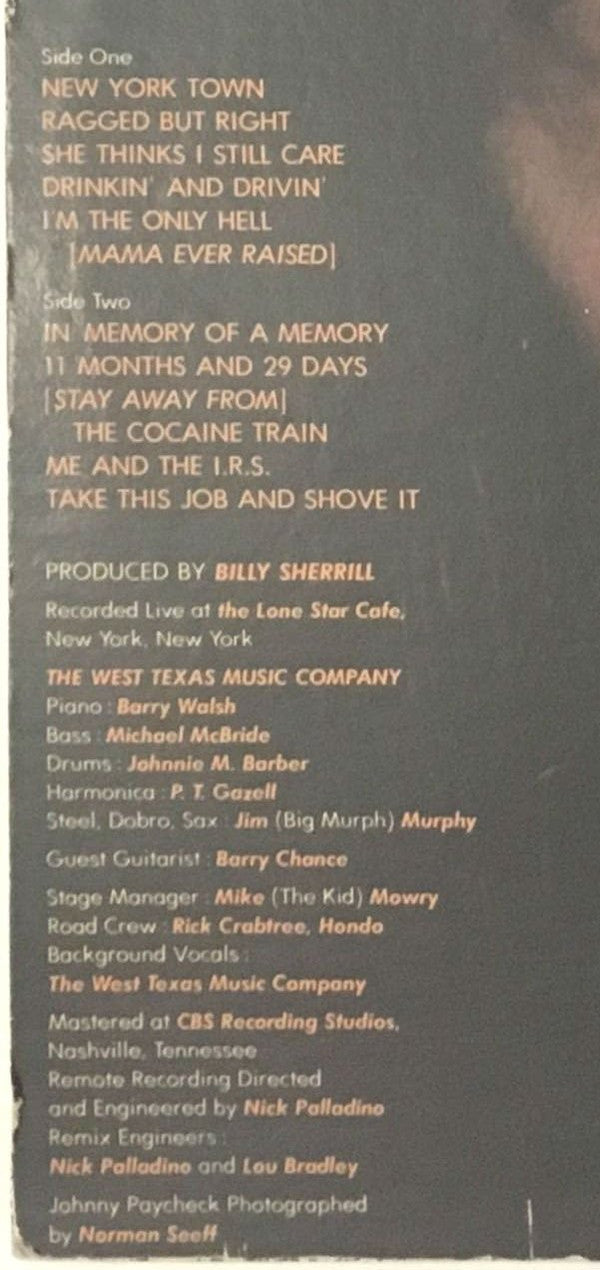 Side One
NEW YORK TOWN
RAGGED BUT RIGHT
SHE THINKS I STILL CARE
DRINKIN' AND DRIVIN'
I'M THE ONLY HELL
[MAMA EVER RAISED]
Side Two
IN MEMORY OF A MEMORY
11 MONTHS AND 29 DAYS
[STAY AWAY FROM]
THE COCAINE TRAIN
ME AND THE I.R.S.
TAKE THIS JOB AND SHOVE IT
PRODUCED BY BILLY SHERRILL
Recorded Live at the Lone Star Cafe,
New York, New York
THE WEST TEXAS MUSIC COMPANY
Piano : Barry Walsh
Bass : Michael McBride
Drums : Johnnie M. Barber
Harmonica : P. T. Gazell
Steel, Dobro, Sax : Jim (Big Murph) Murphy
Guest Guitarist : Barry Chance
Stage Manager : Mike (The Kid) Mowry
Road Crew : Rick Crabtree, Hondo
Background Vocals :
The West Texas Music Company
Mastered at CBS Recording Studios,
Nashville, Tennessee
Remote Recording Directed
and Engineered by Nick Palladino
Remix Engineers :
Nick Palladino and Lou Bradley
Johnny Paycheck Photographed
by Norman Seeff